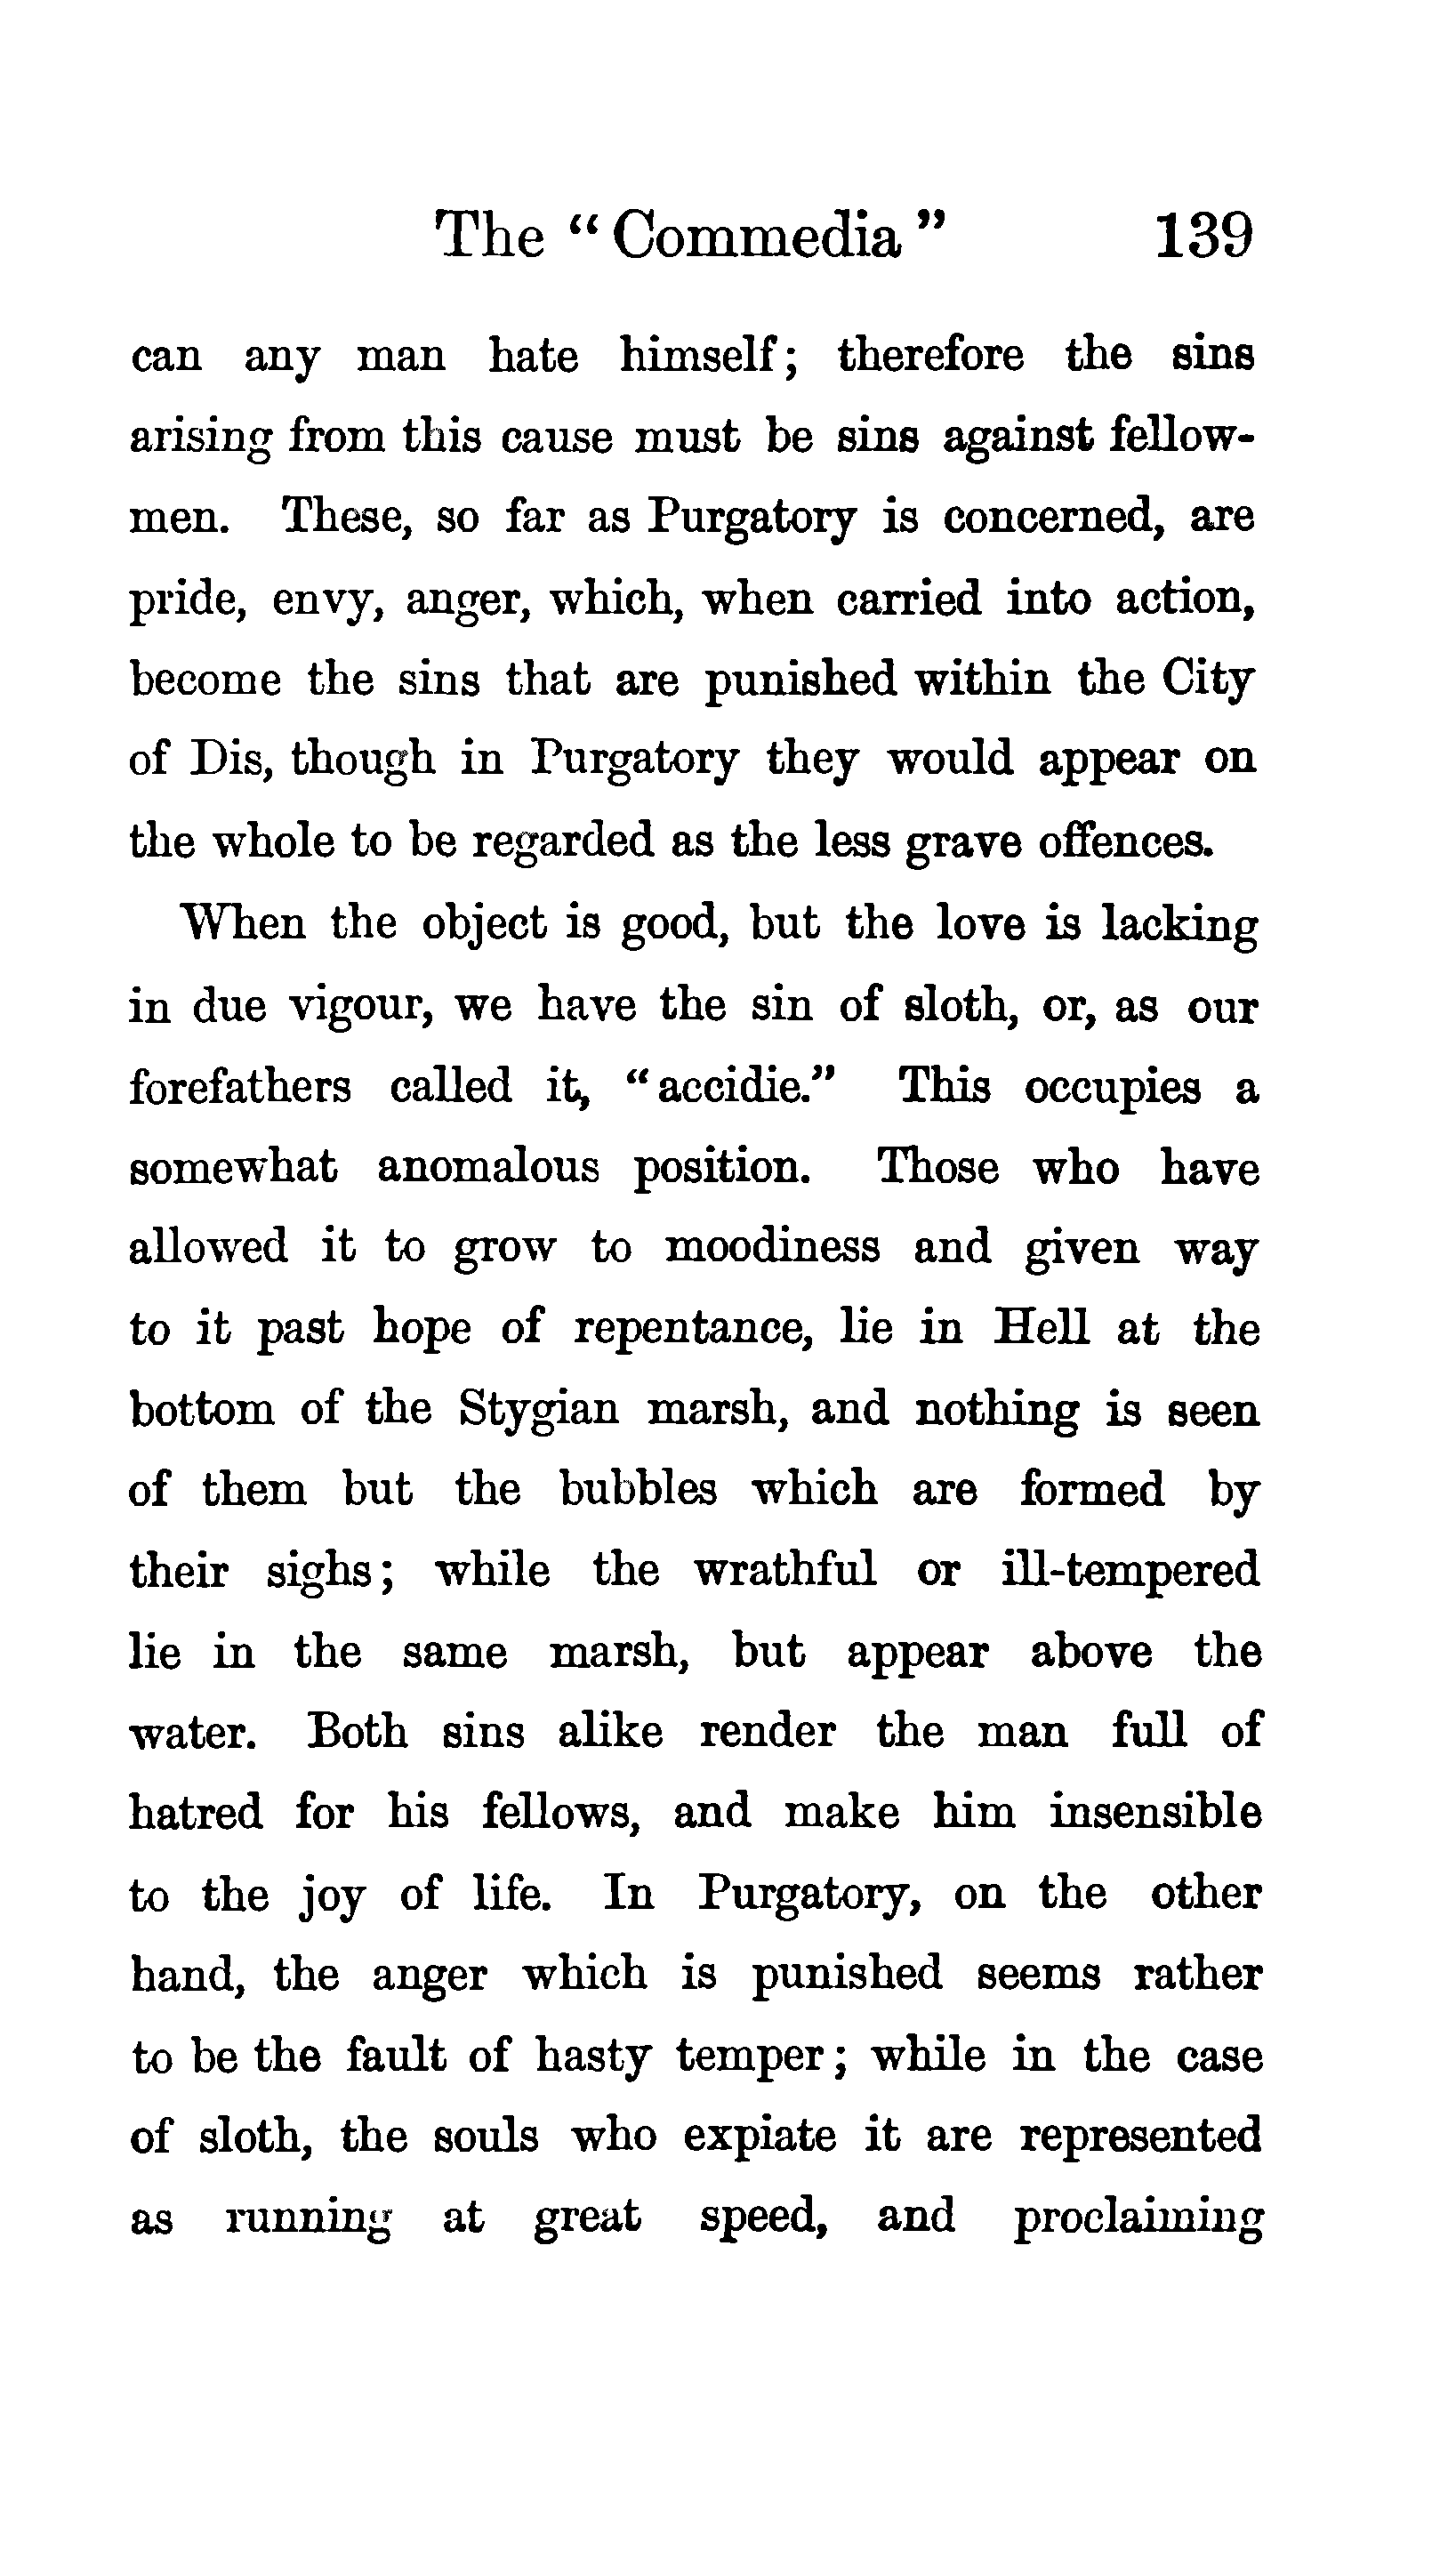 The “Commedia” 139
can any man hate himself; therefore the sins
arising from this cause must be sins against fellow-
men. These, so far as Purgatory is concerned, are
pride, envy, anger, which, when carried into action,
become the sins that are punished within the City
of Dis, though in Purgatory they would appear on
the whole to be regarded as the less grave offences.
When the object is good, but the love is lacking
in due vigour, we have the sin of sloth, or, as our
forefathers called it, “accidie.” This occupies a
somewhat anomalous position. Those who have
allowed it to grow to moodiness and given way
to it past hope of repentance, lie in Hell at the
bottom of the Stygian marsh, and nothing is seen
of them but the bubbles which are formed by
their sighs; while the wrathful or ill-tempered
lie in the same marsh, but appear above the
water. Both sins alike render the man full of
hatred for his fellows, and make him insensible
to the joy of life. In Purgatory, on the other
hand, the anger which is punished seems rather
to be the fault of hasty temper; while in the case
of sloth, the souls who expiate it are represented
as running at great speed, and proclaiming